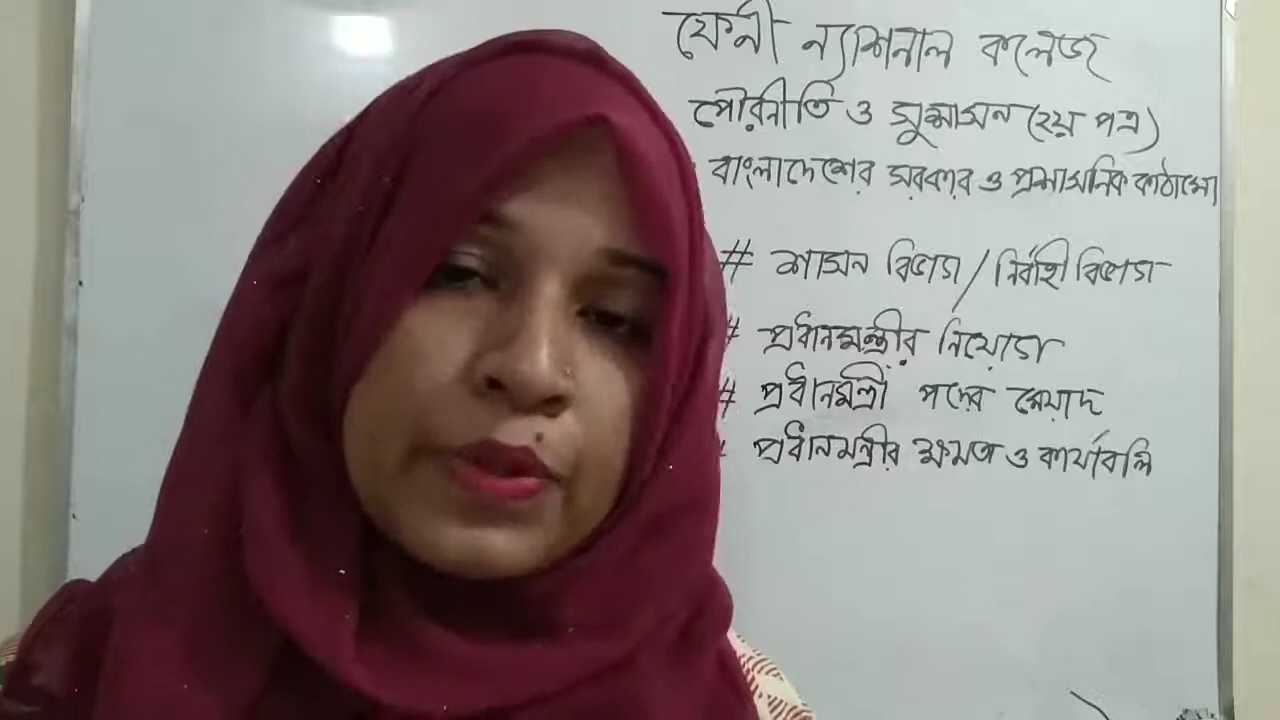 ফেনী ন্যাশনাল কলেজ
পৌরনীতি ও সুশাসন (২য় পত্র)
বাংলাদেশের সরকার ও প্রশাসনিক কাঠামো
# শাসন বিভাগ / নির্বাহী বিভাগ
# প্রধানমন্ত্রীর নিয়োগ
# প্রধানমন্ত্রী পদের মেয়াদ
প্রধানমন্ত্রীর ক্ষমতা ও কার্যাবলি